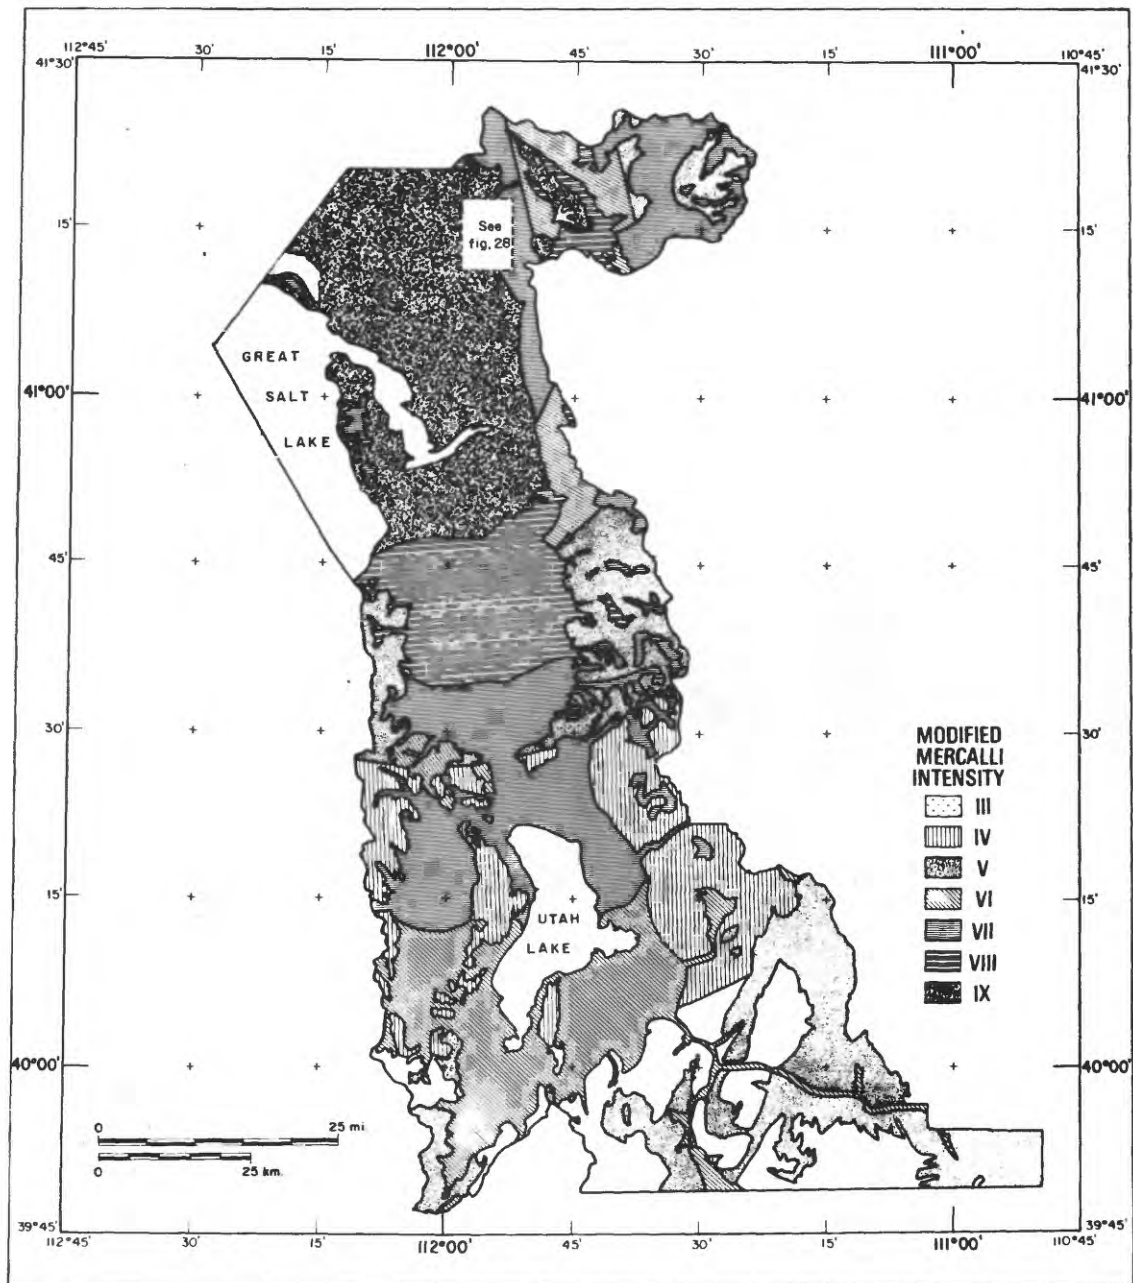 112°45' 30' 15' 112°00' 45' 30' 15' 111°00' 110°45'
41°30' 41°30'
15' See fig. 28 15'
GREAT
SALT
LAKE
41°00' 41°00'
45' 45'
30' 30'
MODIFIED
MERCALLI
INTENSITY
III
IV
V
VI
VII
VIII
IX
15' 15'
UTAH
LAKE
40°00' 40°00'
0 25 mi.
0 25 km.
39°45' 39°45'
112°45' 30' 15' 112°00' 45' 30' 15' 111°00' 110°45'